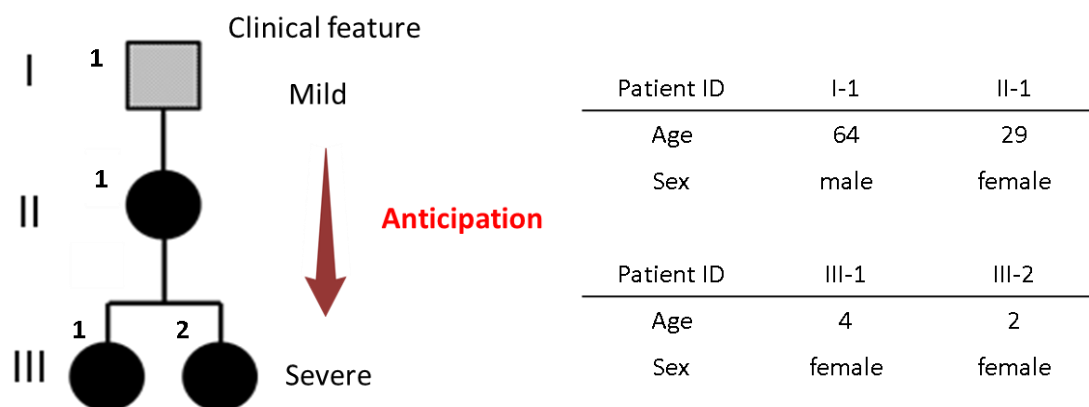 Clinical feature
I
1
Mild
II
1
Anticipation
III
1
2
Severe
Patient ID I-1 II-1
Age 64 29
Sex male female
Patient ID III-1 III-2
Age 4 2
Sex female female